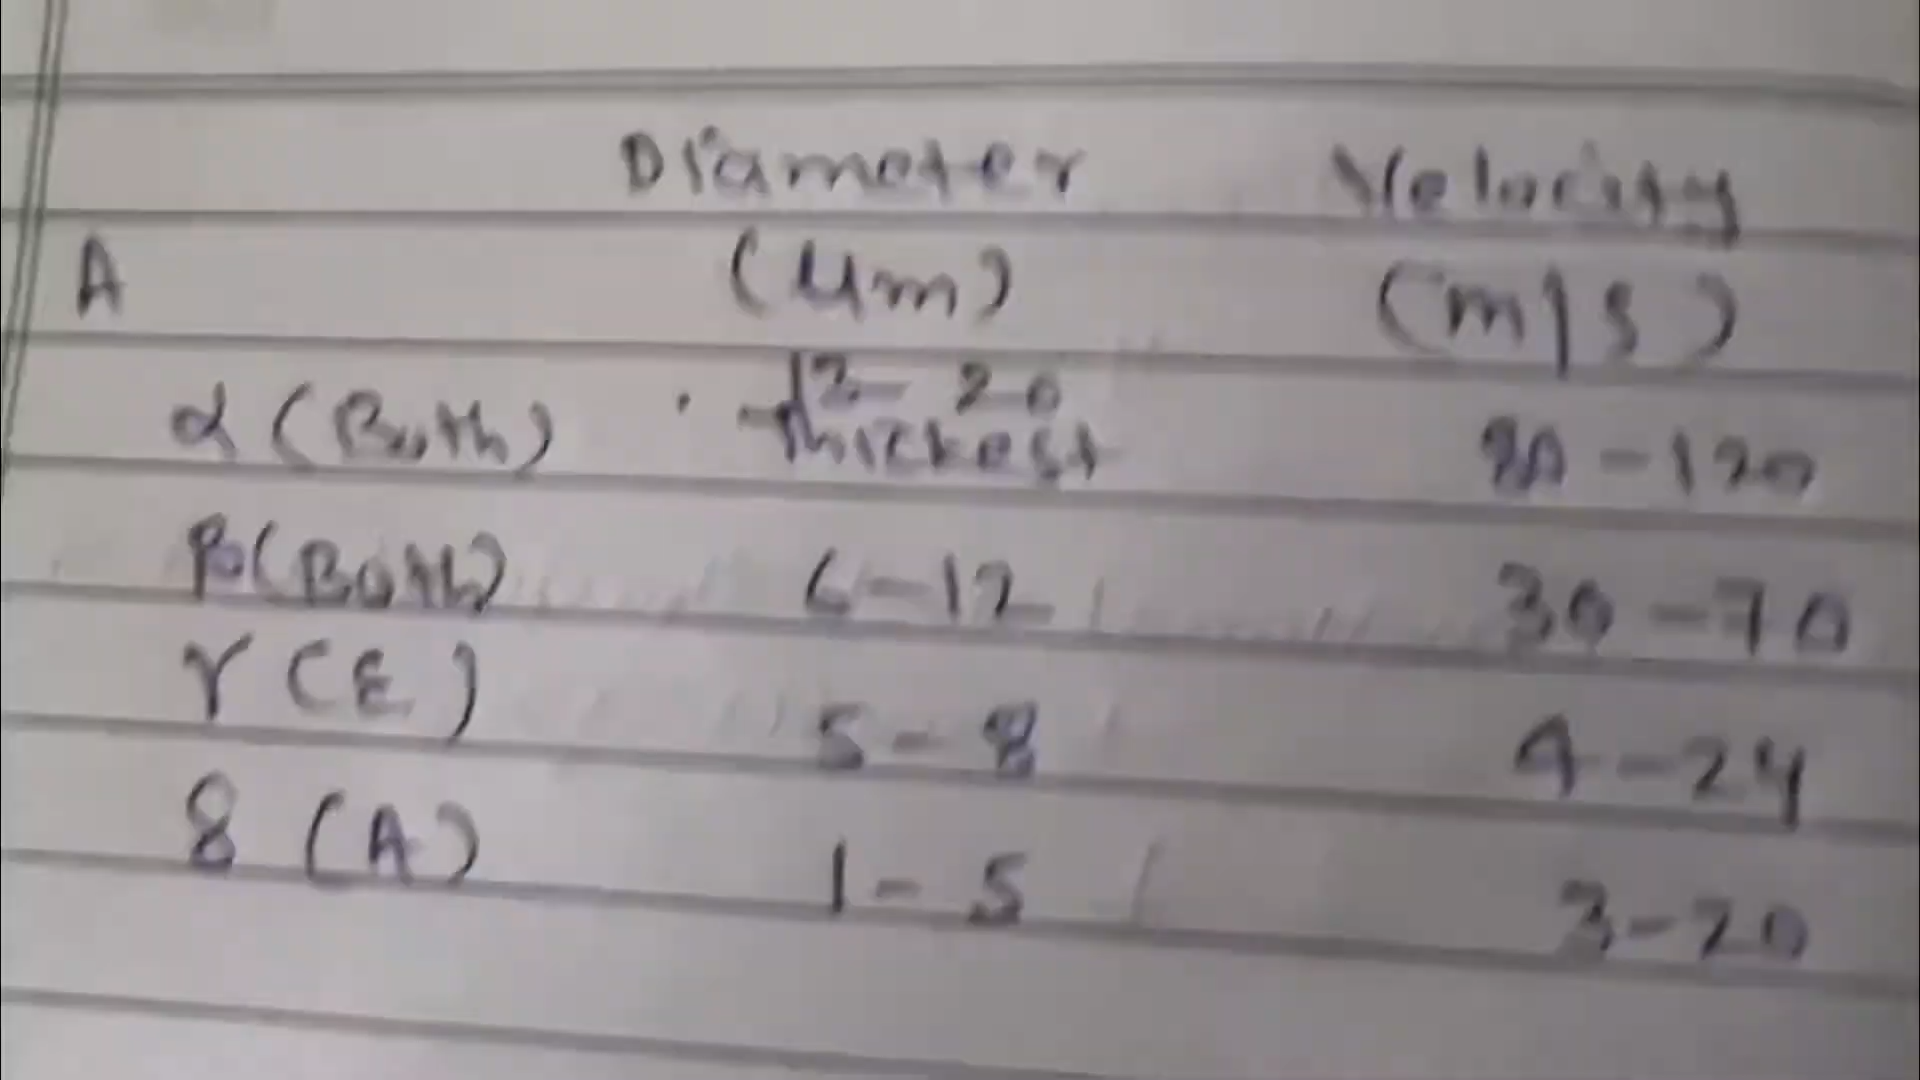 Diameter Velocity
A (μm) (m/s)
α (Both) 12-20 thickest 80-120
β (Both) 6-12 30-70
γ (E) 5-8 4-24
δ (A) 1-5 3-20